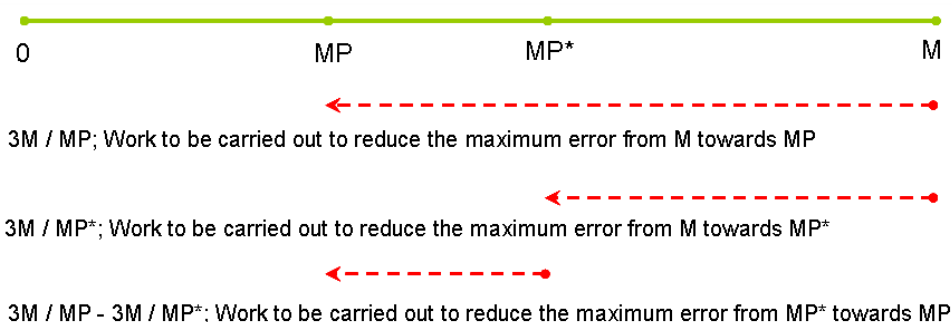 0 MP MP* M
3M / MP; Work to be carried out to reduce the maximum error from M towards MP
3M / MP*; Work to be carried out to reduce the maximum error from M towards MP*
3M / MP - 3M / MP*; Work to be carried out to reduce the maximum error from MP* towards MP